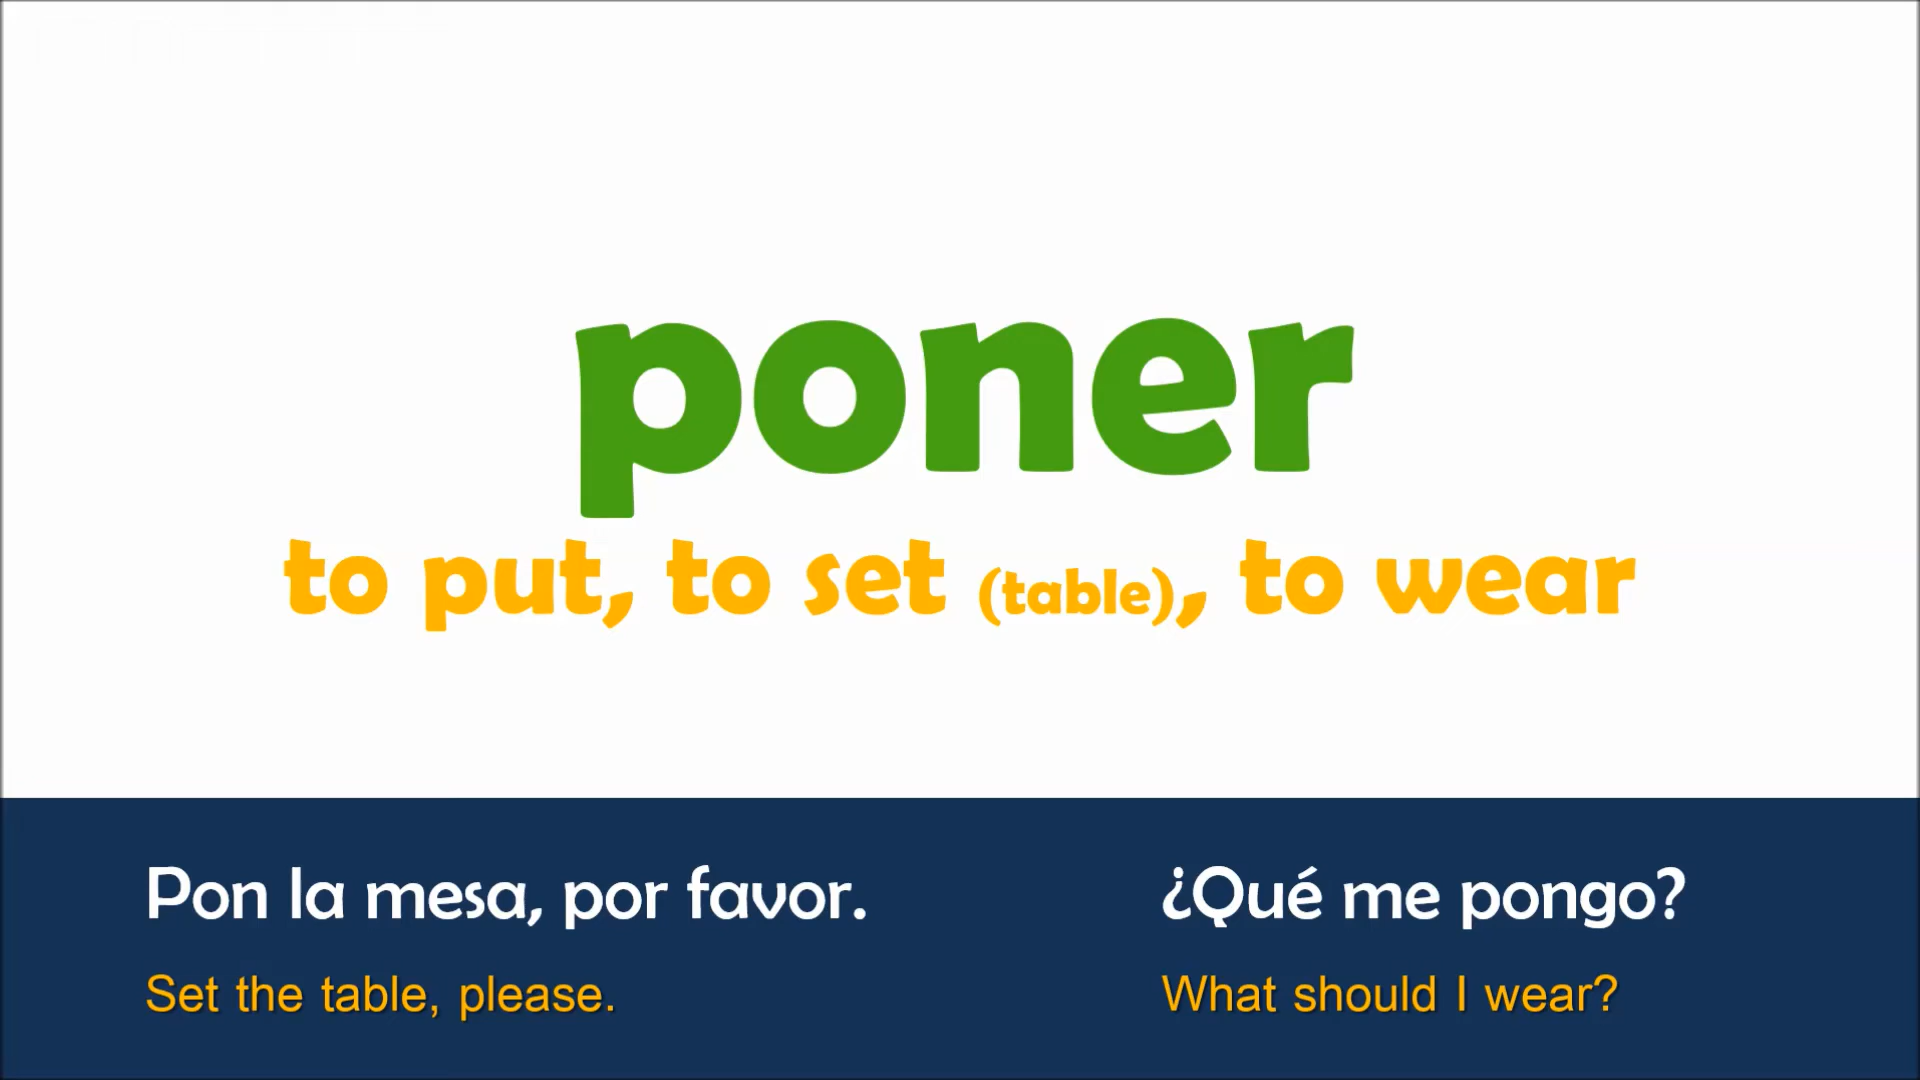 poner
to put, to set (table), to wear
Pon la mesa, por favor.
Set the table, please.
¿Qué me pongo?
What should I wear?